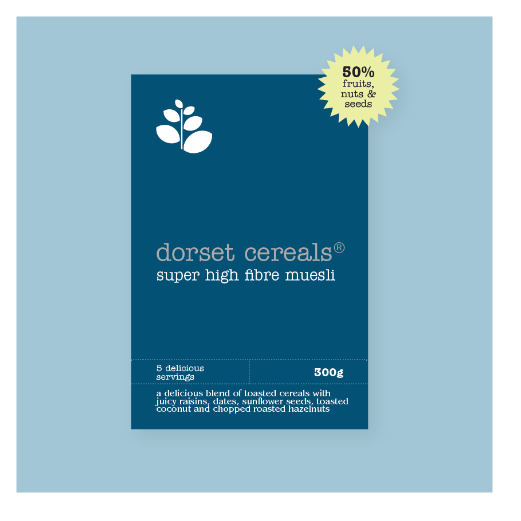 50%
fruits,
nuts &
seeds
dorset cereals®
super high fibre muesli
5 delicious
servings
300g
a delicious blend of toasted cereals with
juicy raisins, dates, sunflower seeds, toasted
coconut and chopped roasted hazelnuts